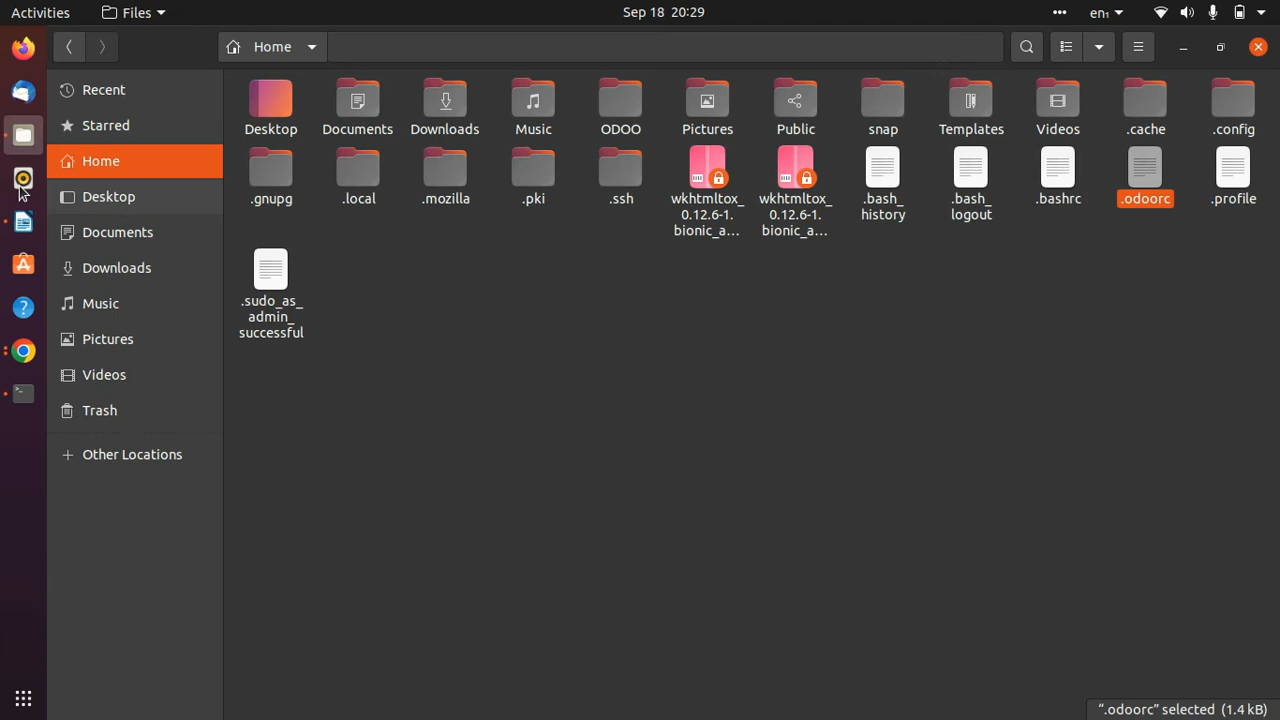 Activities
Files
Sep 18 20:29
en₁
Home
Recent
Starred
Home
Desktop
Documents
Downloads
Music
Pictures
Videos
Trash
Other Locations
Desktop
Documents
Downloads
Music
ODOO
Pictures
Public
snap
Templates
Videos
.cache
.config
.gnupg
.local
.mozilla
.pki
.ssh
wkhtmltox_
0.12.6-1.
bionic_a...
wkhtmltox_
0.12.6-1.
bionic_a...
.bash_
history
.bash_
logout
.bashrc
.odoorc
.profile
.sudo_as_
admin_
successful
“.odoorc” selected (1.4 kB)